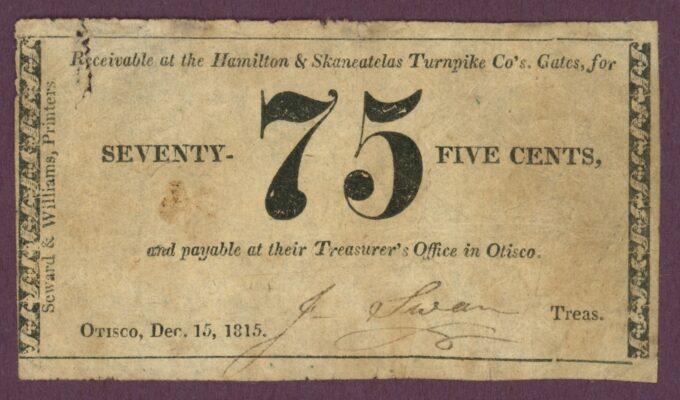 Receivable at the Hamilton & Skaneatelas Turnpike Co's. Gates, for
SEVENTY- 75 FIVE CENTS,
and payable at their Treasurer's Office in Otisco.
J Swan Treas.
Otisco, Dec. 15, 1815.
Seward & Williams, Printers